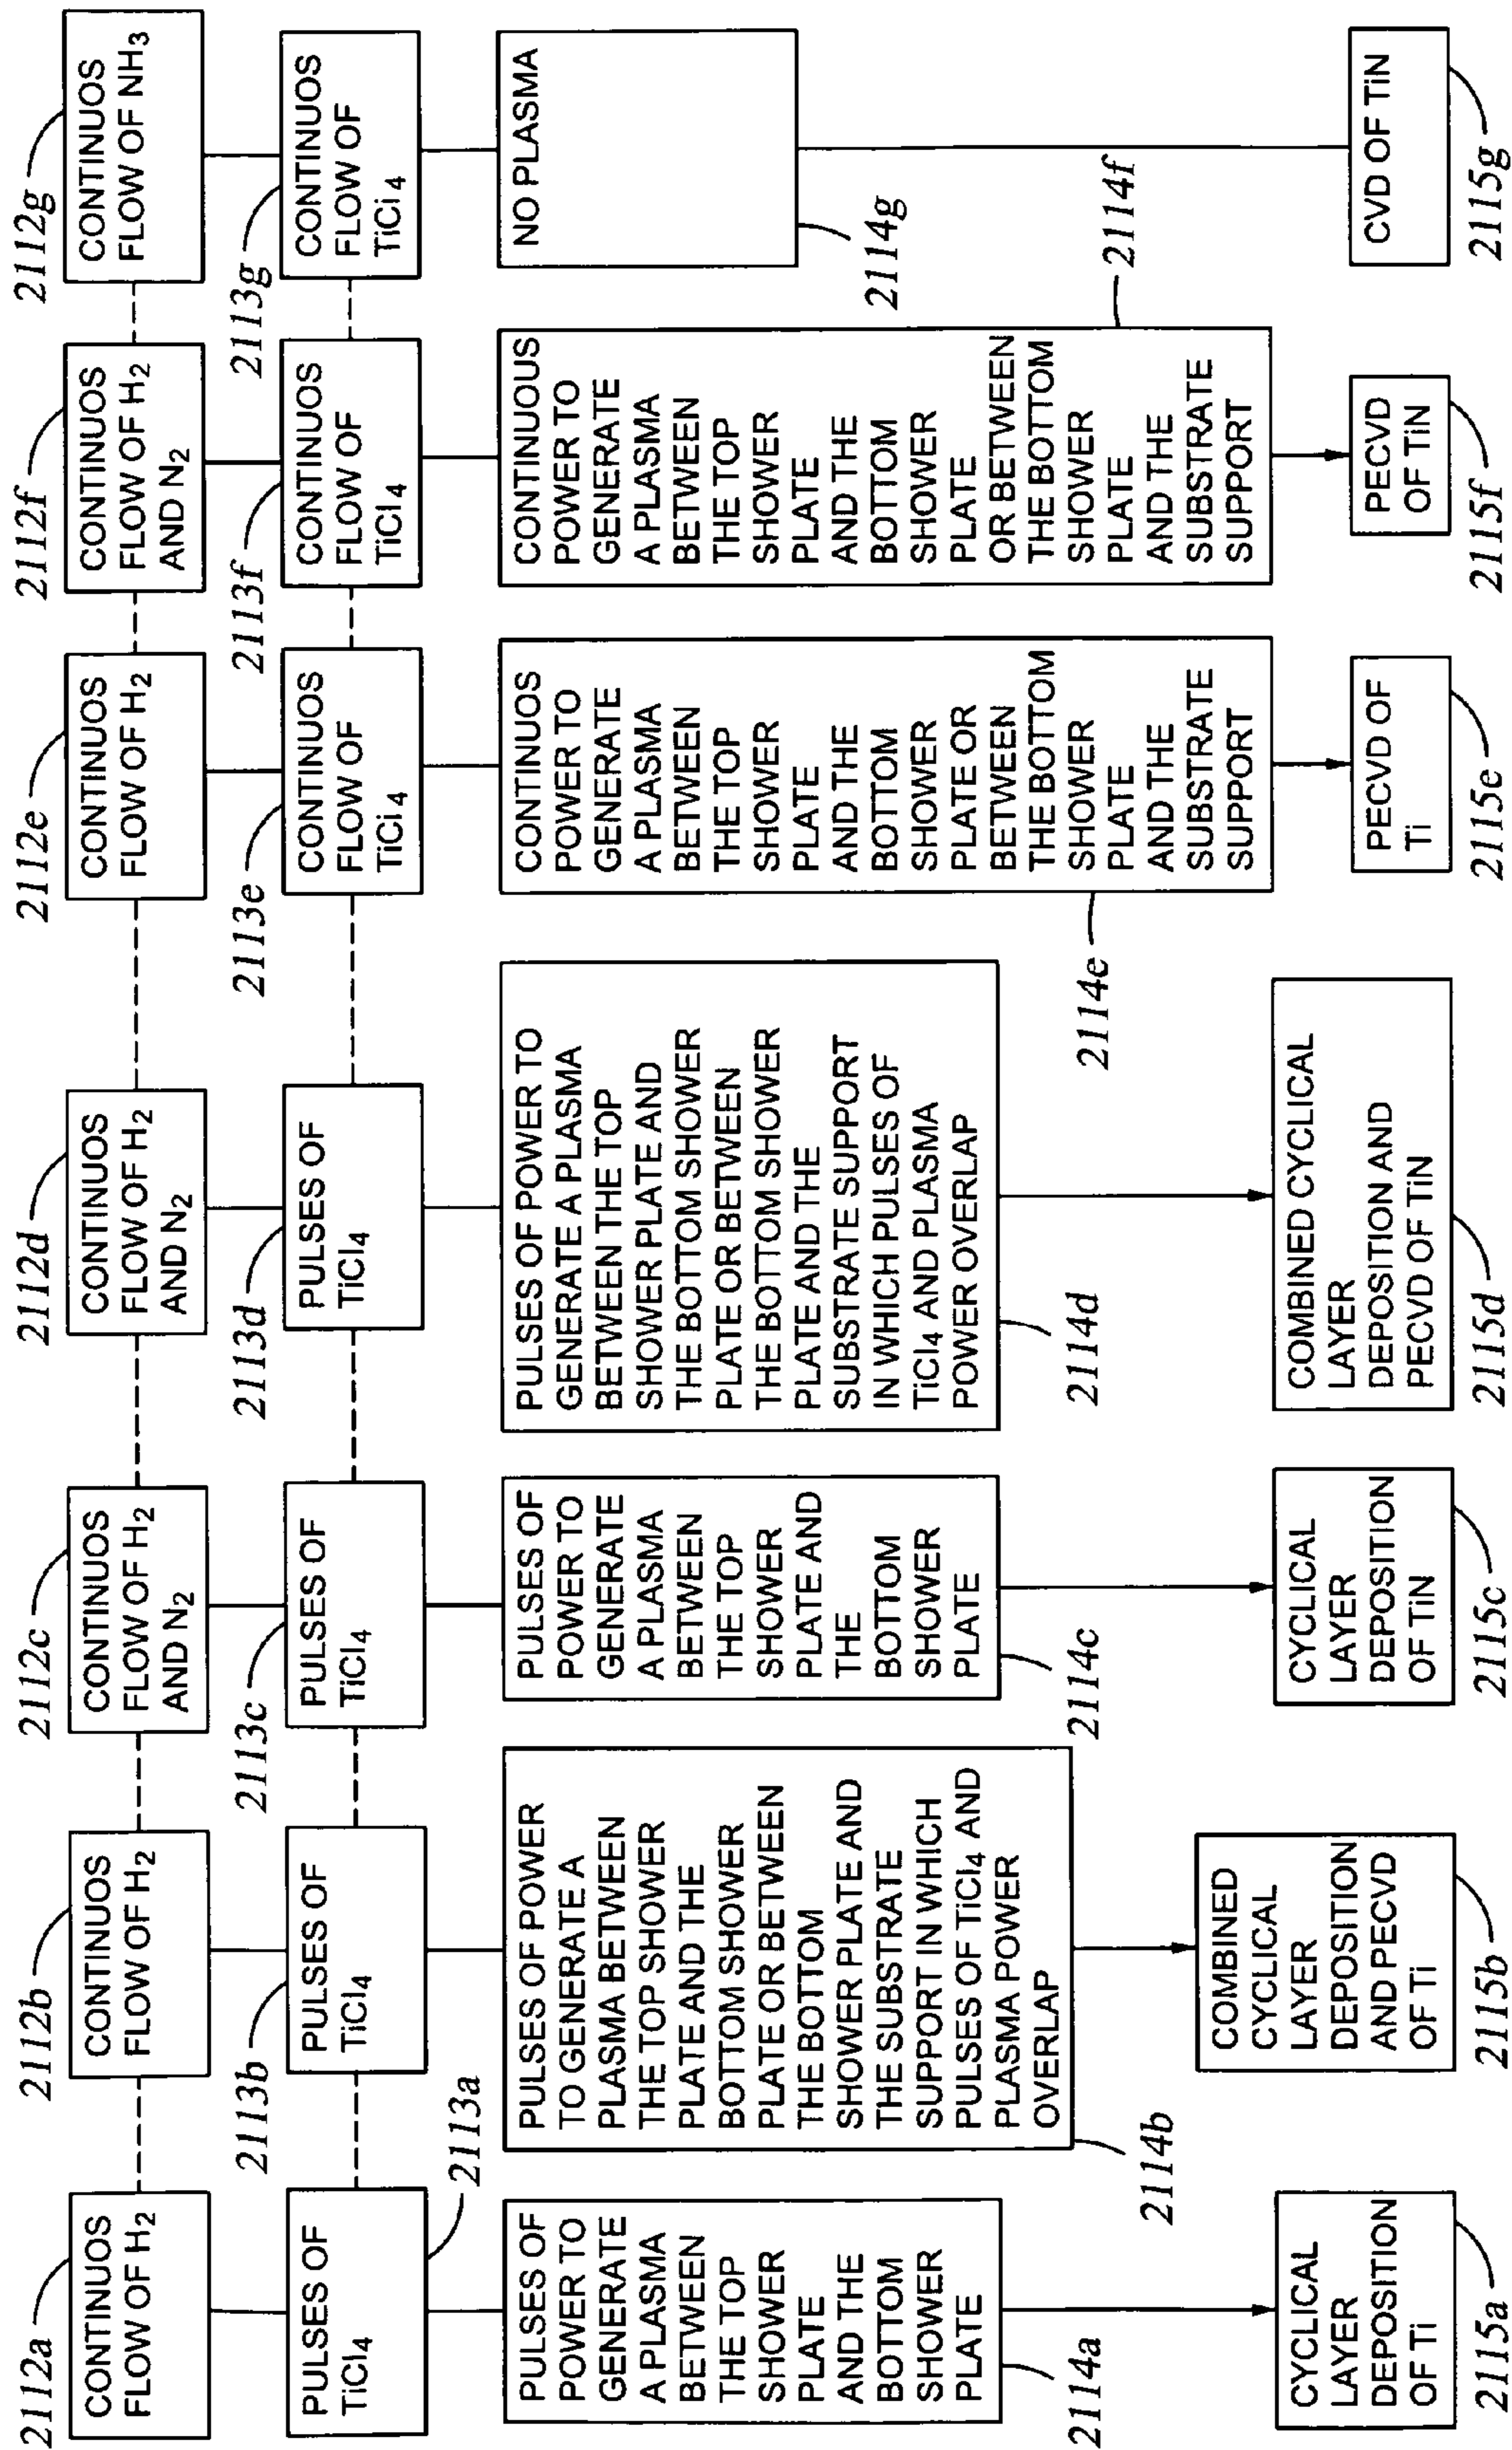 2112a
CONTINUOS
FLOW OF H2
2112b
CONTINUOS
FLOW OF H2
2112c
CONTINUOS
FLOW OF H2
AND N2
2112d
CONTINUOS
FLOW OF H2
AND N2
2112e
CONTINUOS
FLOW OF H2
2112f
CONTINUOS
FLOW OF H2
AND N2
2112g
CONTINUOS
FLOW OF NH3
PULSES OF
TiCl4
2113a
2113b
PULSES OF
TiCl4
2113c
PULSES OF
TiCl4
2113d
PULSES OF
TiCl4
2113e
CONTINUOS
FLOW OF
TiCl4
2113f
CONTINUOS
FLOW OF
TiCl4
2113g
CONTINUOS
FLOW OF
TiCl4
PULSES OF
POWER TO
GENERATE
A PLASMA
BETWEEN
THE TOP
SHOWER
PLATE
AND THE
BOTTOM
SHOWER
PLATE
2114a
PULSES OF POWER
TO GENERATE A
PLASMA BETWEEN
THE TOP SHOWER
PLATE AND THE
BOTTOM SHOWER
PLATE OR BETWEEN
THE BOTTOM
SHOWER PLATE AND
THE SUBSTRATE
SUPPORT IN WHICH
PULSES OF TiCl4 AND
PLASMA POWER
OVERLAP
2114b
PULSES OF
POWER TO
GENERATE
A PLASMA
BETWEEN
THE TOP
SHOWER
PLATE AND
THE
BOTTOM
SHOWER
PLATE
2114c
PULSES OF POWER TO
GENERATE A PLASMA
BETWEEN THE TOP
SHOWER PLATE AND
THE BOTTOM SHOWER
PLATE OR BETWEEN
THE BOTTOM SHOWER
PLATE AND THE
SUBSTRATE SUPPORT
IN WHICH PULSES OF
TiCl4 AND PLASMA
POWER OVERLAP
2114d
CONTINUOS
POWER TO
GENERATE
A PLASMA
BETWEEN
THE TOP
SHOWER
PLATE
AND THE
BOTTOM
SHOWER
PLATE OR
BETWEEN
THE BOTTOM
SHOWER
PLATE
AND THE
SUBSTRATE
SUPPORT
2114e
CONTINUOUS
POWER TO
GENERATE
A PLASMA
BETWEEN
THE TOP
SHOWER
PLATE
AND THE
BOTTOM
SHOWER
PLATE
OR BETWEEN
THE BOTTOM
SHOWER
PLATE
AND THE
SUBSTRATE
SUPPORT
2114f
NO PLASMA
2114g
CYCLICAL
LAYER
DEPOSITION
OF Ti
2115a
COMBINED
CYCLICAL
LAYER
DEPOSITION
AND PECVD
OF Ti
2115b
CYCLICAL
LAYER
DEPOSITION
OF TiN
2115c
COMBINED CYCLICAL
LAYER
DEPOSITION AND
PECVD OF TiN
2115d
PECVD OF
Ti
2115e
PECVD
OF TiN
2115f
CVD OF TiN
2115g